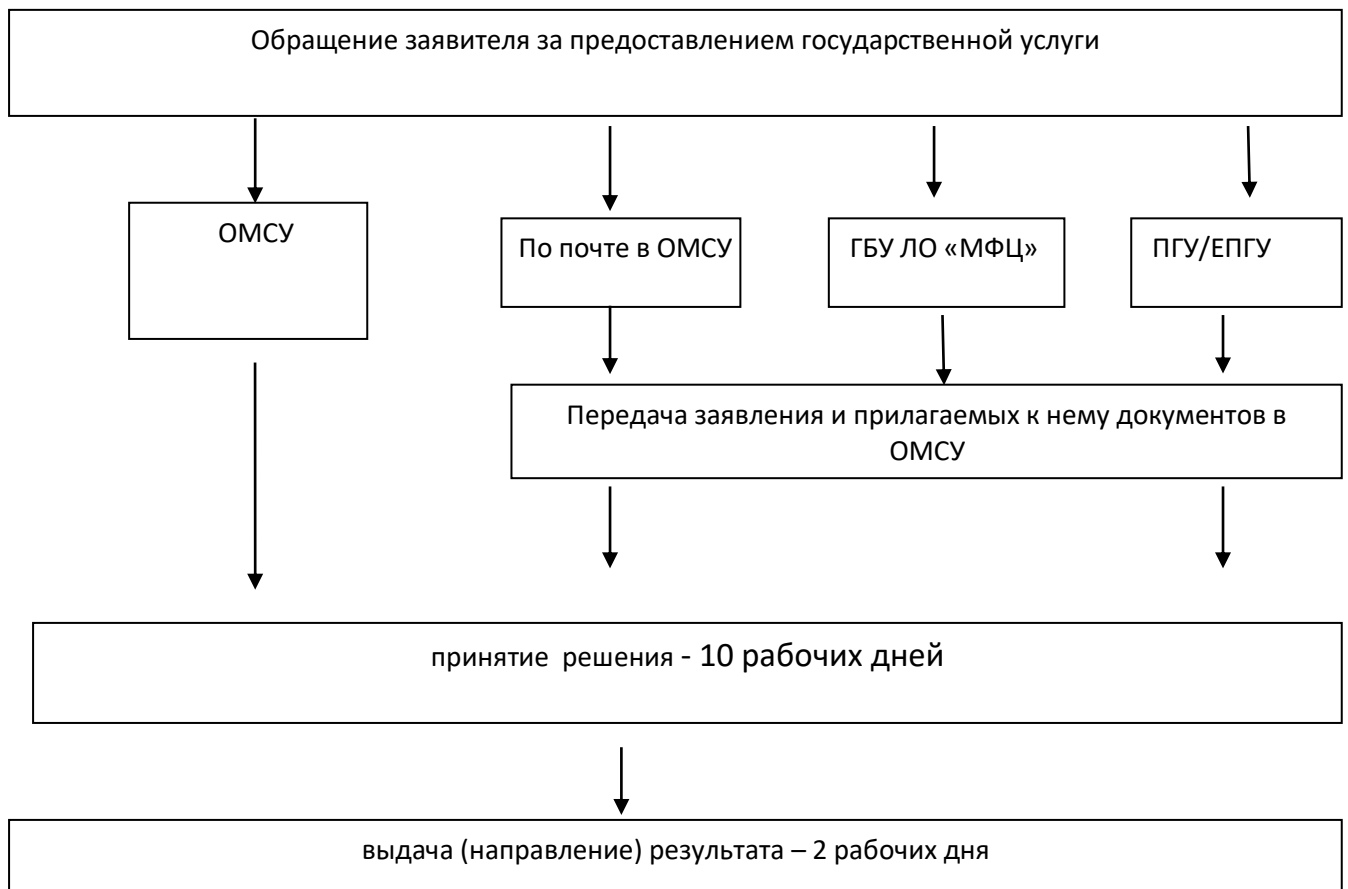 Обращение заявителя за предоставлением государственной услуги
ОМСУ
По почте в ОМСУ
ГБУ ЛО «МФЦ»
ПГУ/ЕПГУ
Передача заявления и прилагаемых к нему документов в
ОМСУ
принятие решения - 10 рабочих дней
выдача (направление) результата – 2 рабочих дня